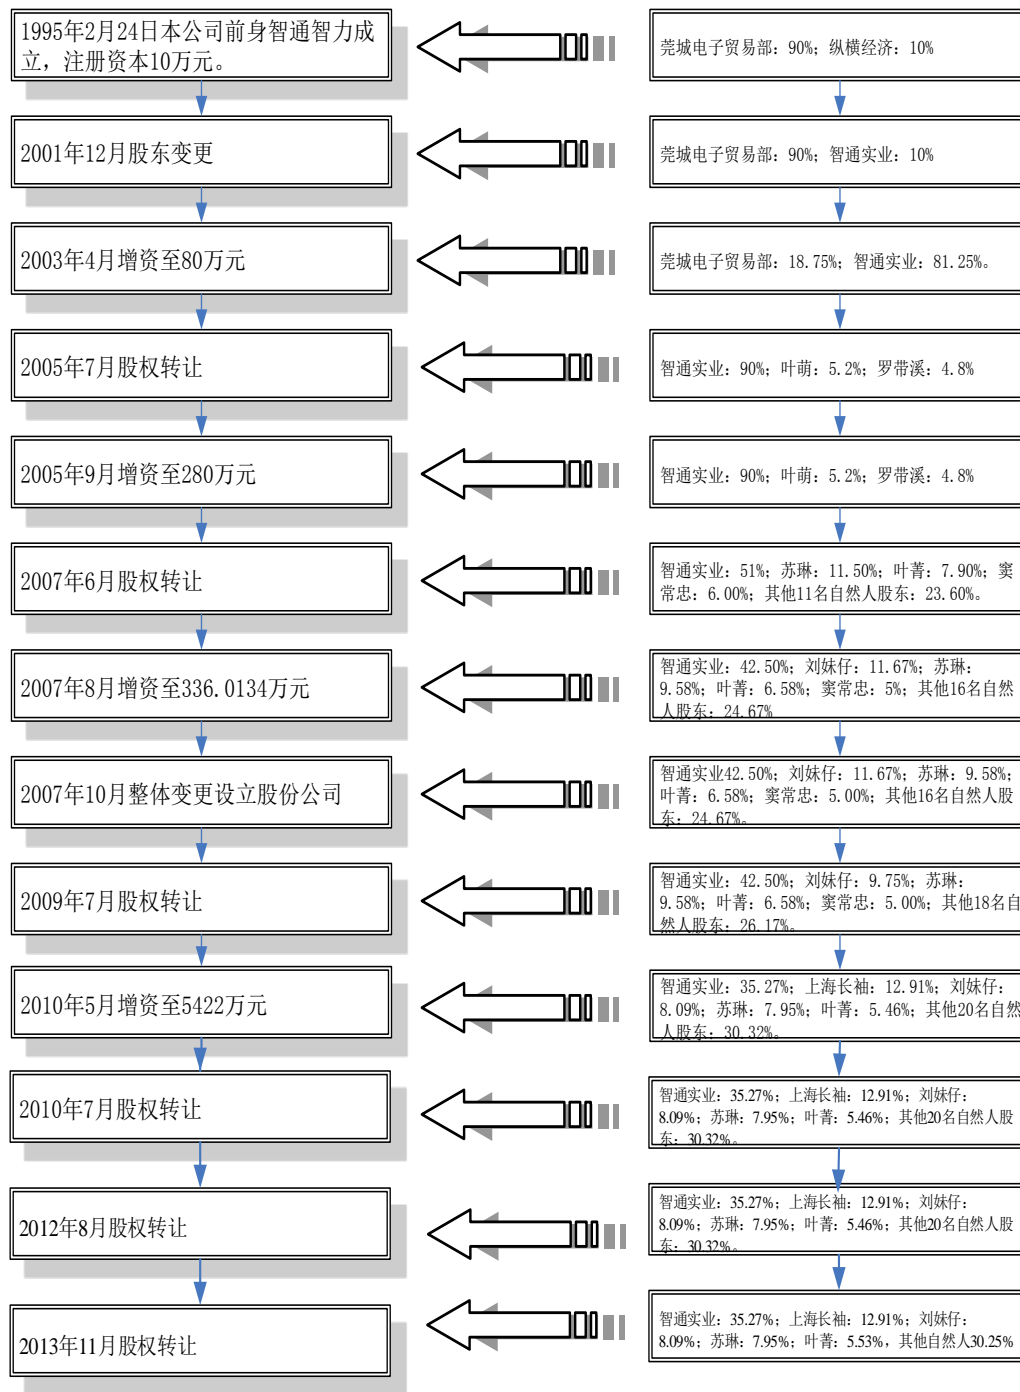 1995年2月24日本公司前身智通智力成
立，注册资本10万元。
莞城电子贸易部：90%；纵横经济：10%
2001年12月股东变更
莞城电子贸易部：90%；智通实业：10%
2003年4月增资至80万元
莞城电子贸易部：18.75%；智通实业：81.25%。
2005年7月股权转让
智通实业：90%；叶萌：5.2%；罗带溪：4.8%
2005年9月增资至280万元
智通实业：90%；叶萌：5.2%；罗带溪：4.8%
2007年6月股权转让
智通实业：51%；苏琳：11.50%；叶菁：7.90%；窦
常忠：6.00%；其他11名自然人股东：23.60%。
2007年8月增资至336.0134万元
智通实业：42.50%；刘妹仔：11.67%；苏琳：
9.58%；叶菁：6.58%；窦常忠：5%；其他16名自然
人股东：24.67%
2007年10月整体变更设立股份公司
智通实业42.50%；刘妹仔：11.67%；苏琳：9.58%；
叶菁：6.58%；窦常忠：5.00%；其他16名自然人股
东：24.67%。
2009年7月股权转让
智通实业：42.50%；刘妹仔：9.75%；苏琳：
9.58%；叶菁：6.58%；窦常忠：5.00%；其他18名自
然人股东：26.17%。
2010年5月增资至5422万元
智通实业：35.27%；上海长袖：12.91%；刘妹仔：
8.09%；苏琳：7.95%；叶菁：5.46%；其他20名自然
人股东：30.32%。
2010年7月股权转让
智通实业：35.27%；上海长袖：12.91%；刘妹仔：
8.09%；苏琳：7.95%；叶菁：5.46%；其他20名自然人股
东：30.32%。
2012年8月股权转让
智通实业：35.27%；上海长袖：12.91%；刘妹仔：
8.09%；苏琳：7.95%；叶菁：5.46%；其他20名自然人股
东：30.32%。
2013年11月股权转让
智通实业：35.27%；上海长袖：12.91%；刘妹仔：
8.09%；苏琳：7.95%；叶菁：5.53%，其他自然人30.25%